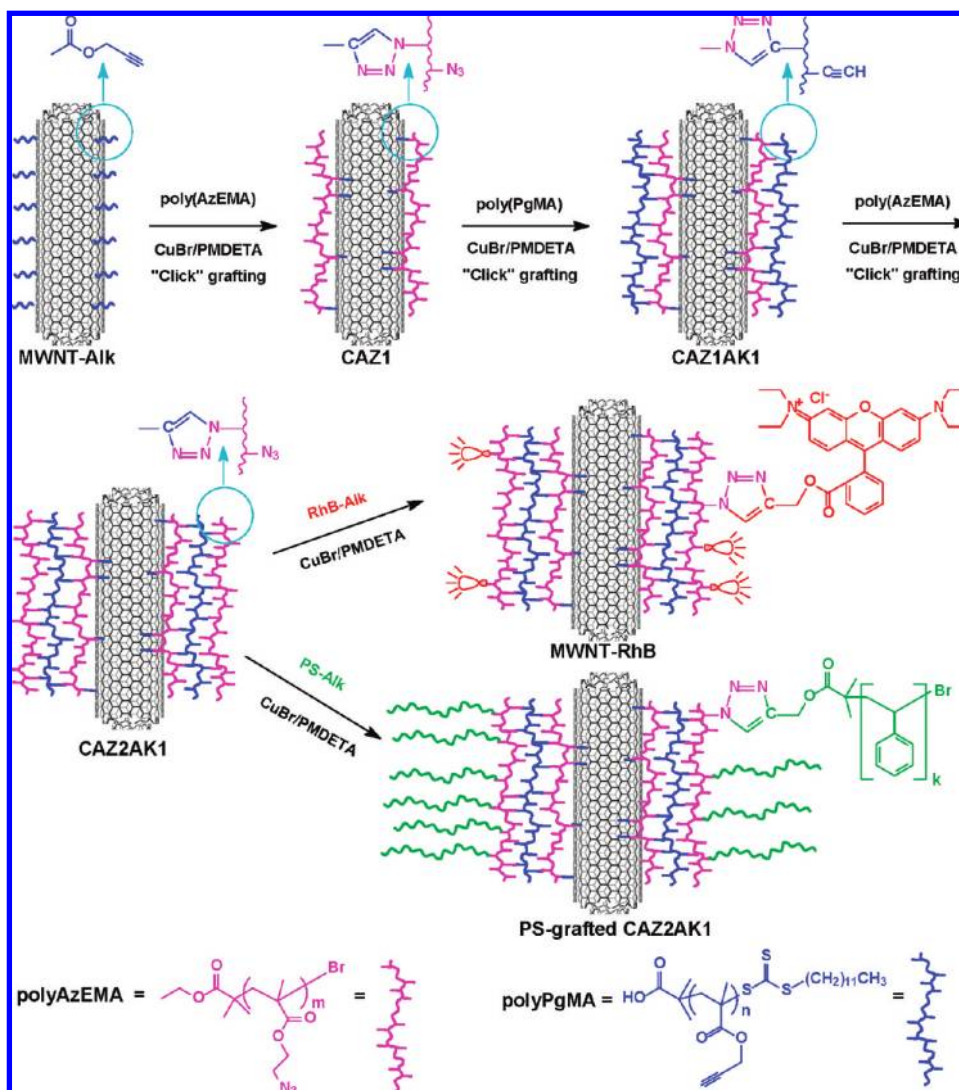 O
O
N=N
N
N₃
N=N
N
C≡CH
poly(AzEMA)
CuBr/PMDETA
"Click" grafting
poly(PgMA)
CuBr/PMDETA
"Click" grafting
poly(AzEMA)
CuBr/PMDETA
"Click" grafting
MWNT-Alk
CAZ1
CAZ1AK1
N
N=N
N₃
N⁺ Cl⁻
O
N
RhB-Alk
CuBr/PMDETA
N=N
N
O
O
MWNT-RhB
PS-Alk
CuBr/PMDETA
CAZ2AK1
N=N
N
O
O
Br
k
PS-grafted CAZ2AK1
polyAzEMA =
O
O
Br
m
O
O
N₃
=
polyPgMA =
O
HO
n
S
S
S
(CH₂)₁₁CH₃
O
O
=